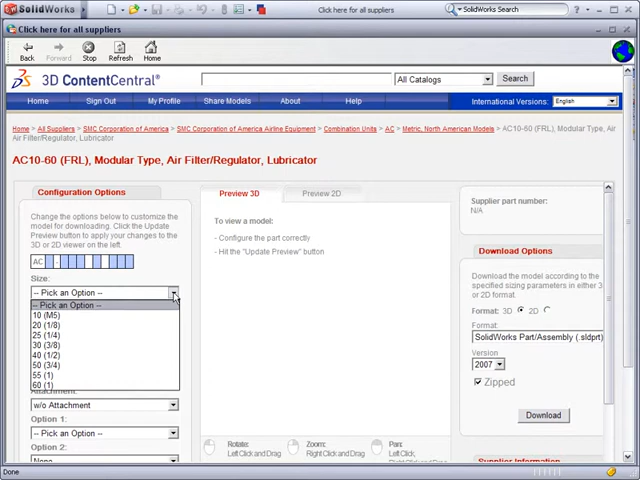 SolidWorks
Click here for all suppliers
SolidWorks Search
Click here for all suppliers
Back
Forward
Stop
Refresh
Home
3D ContentCentral®
All Catalogs
Search
Home
Sign Out
My Profile
Share Models
About
Help
International Versions:
English
Home > All Suppliers > SMC Corporation of America > SMC Corporation of America Airline Equipment > Combination Units > AC > Metric, North American Models > AC10-60 (FRL), Modular Type, Air
Filter/Regulator, Lubricator
AC10-60 (FRL), Modular Type, Air Filter/Regulator, Lubricator
Configuration Options
Change the options below to customize the
model for downloading. Click the Update
Preview button to apply your changes to the
3D or 2D viewer on the left.
AC
-
Size:
-- Pick an Option --
-- Pick an Option --
10 (M5)
20 (1/8)
25 (1/4)
30 (3/8)
40 (1/2)
50 (3/4)
55 (1)
60 (1)
Attachment:
w/o Attachment
Option 1:
-- Pick an Option --
Option 2:
None
Preview 3D
Preview 2D
To view a model:
- Configure the part correctly
- Hit the "Update Preview" button
Rotate:
Left Click and Drag
Zoom:
Right Click and Drag
Pan:
Left Click,
Supplier part number:
N/A
Download Options
Download the model according to the
specified sizing parameters in either 3
or 2D format.
Format: 3D
2D
Format:
SolidWorks Part/Assembly (.sldprt)
Version
2007
Zipped
Download
Supplier Information
Done